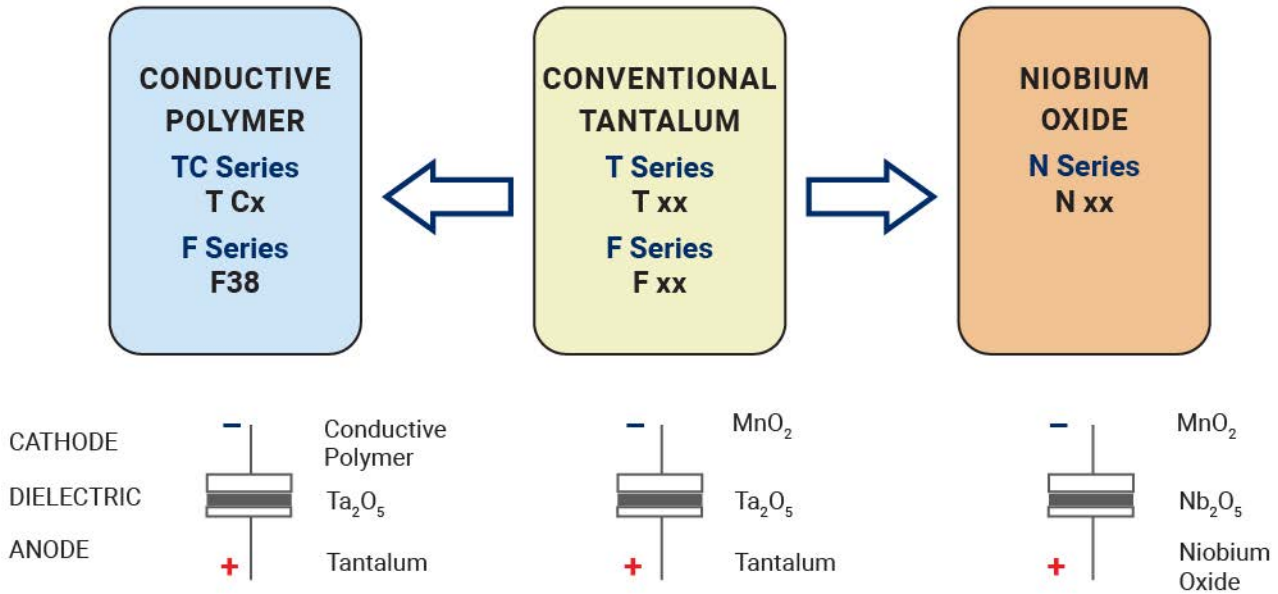 CONDUCTIVE
POLYMER
TC Series
T Cx
F Series
F38
CONVENTIONAL
TANTALUM
T Series
T xx
F Series
F xx
NIOBIUM
OXIDE
N Series
N xx
CATHODE
DIELECTRIC
ANODE
−
Conductive
Polymer
Ta₂O₅
+
Tantalum
−
MnO₂
Ta₂O₅
+
Tantalum
−
MnO₂
Nb₂O₅
+
Niobium
Oxide